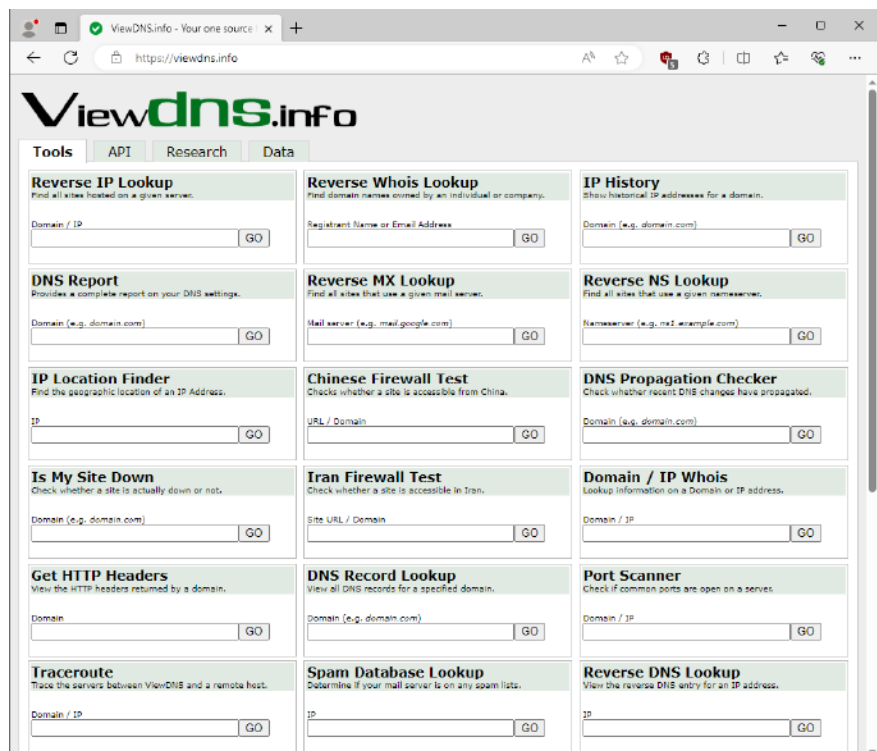 ViewDNS.info - Your one source
https://viewdns.info
Viewdns.info
Tools API Research Data
Reverse IP Lookup
Find all sites hosted on a given server.
Domain / IP
GO
Reverse Whois Lookup
Find domain names owned by an individual or company.
Registrant Name or Email Address
GO
IP History
Show historical IP addresses for a domain.
Domain (e.g. domain.com)
GO
DNS Report
Provides a complete report on your DNS settings.
Domain (e.g. domain.com)
GO
Reverse MX Lookup
Find all sites that use a given mail server.
Mail server (e.g. mail.google.com)
GO
Reverse NS Lookup
Find all sites that use a given nameserver.
Nameserver (e.g. ns1.example.com)
GO
IP Location Finder
Find the geographic location of an IP Address.
IP
GO
Chinese Firewall Test
Checks whether a site is accessible from China.
URL / Domain
GO
DNS Propagation Checker
Check whether recent DNS changes have propagated.
Domain (e.g. domain.com)
GO
Is My Site Down
Check whether a site is actually down or not.
Domain (e.g. domain.com)
GO
Iran Firewall Test
Check whether a site is accessible in Iran.
Site URL / Domain
GO
Domain / IP Whois
Lookup information on a Domain or IP address.
Domain / IP
GO
Get HTTP Headers
View the HTTP headers returned by a domain.
Domain
GO
DNS Record Lookup
View all DNS records for a specified domain.
Domain (e.g. domain.com)
GO
Port Scanner
Check if common ports are open on a server.
Domain / IP
GO
Traceroute
Trace the servers between ViewDNS and a remote host.
Domain / IP
GO
Spam Database Lookup
Determine if your mail server is on any spam lists.
IP
GO
Reverse DNS Lookup
View the reverse DNS entry for an IP address.
IP
GO